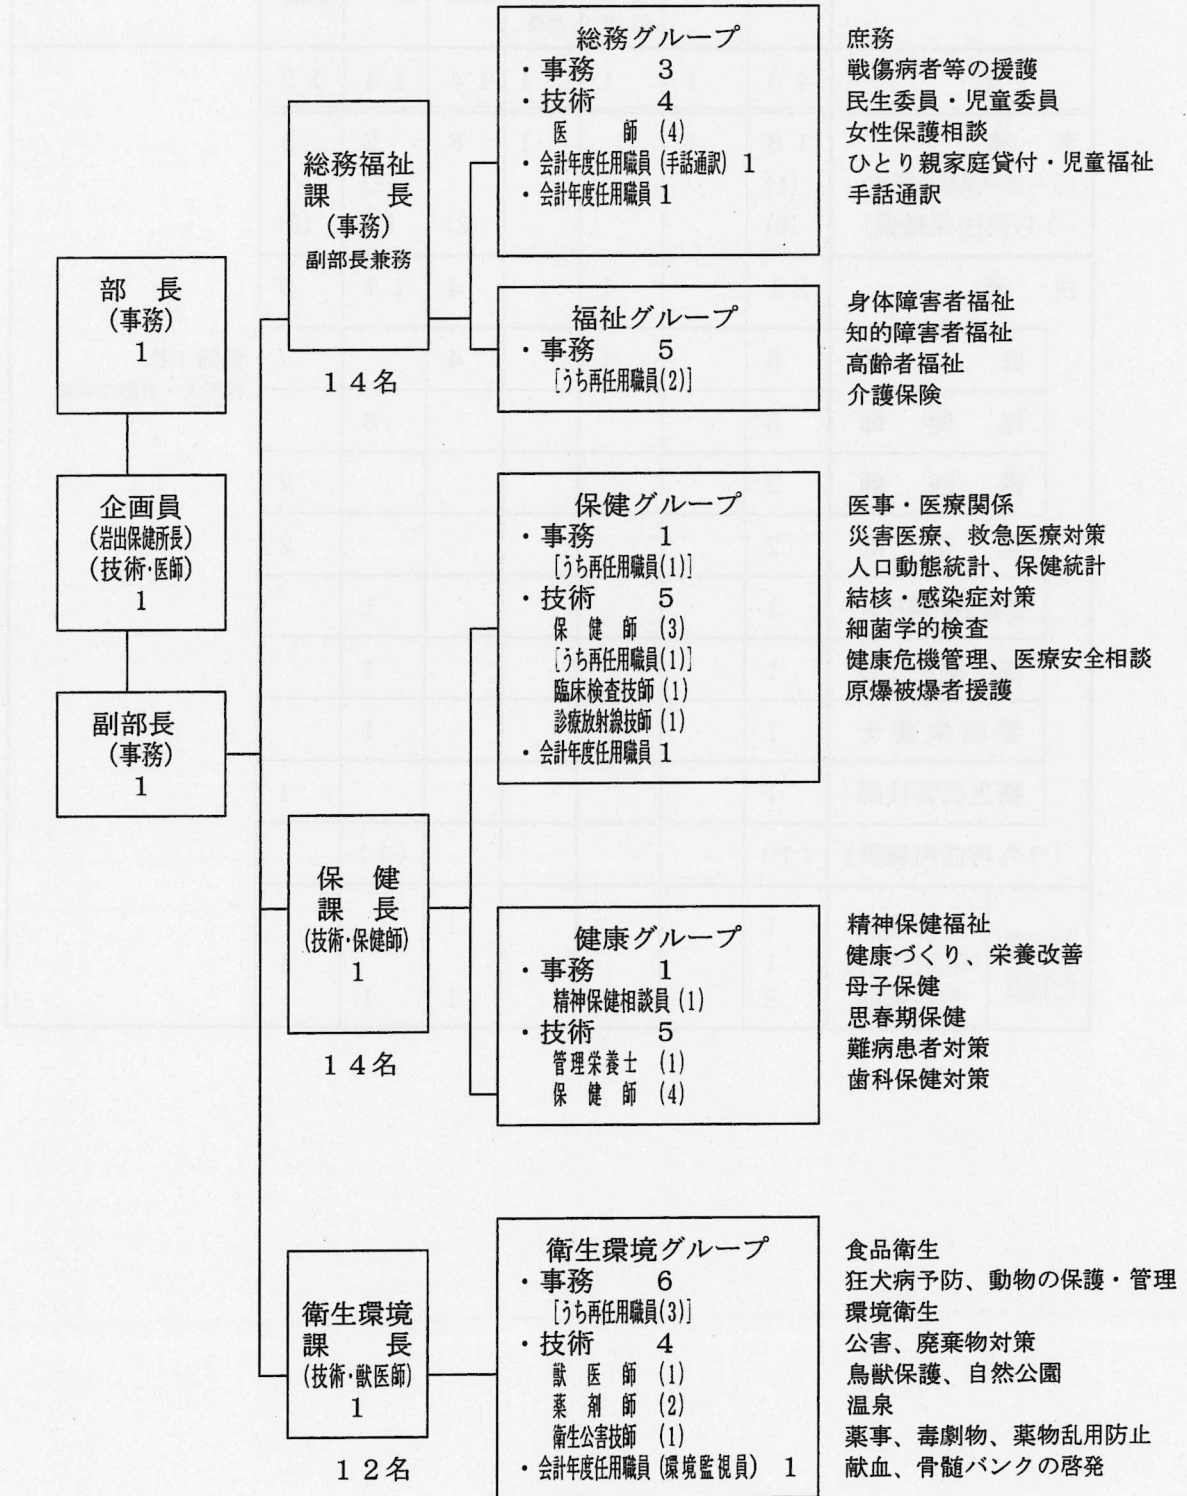 部 長
(事務)
1
企画員
(岩出保健所長)
(技術・医師)
1
副部長
(事務)
1
総務福祉
課 長
(事務)
副部長兼務
14名
総務グループ
・事務 3
・技術 4
医 師 (4)
・会計年度任用職員(手話通訳) 1
・会計年度任用職員 1
庶務
戦傷病者等の援護
民生委員・児童委員
女性保護相談
ひとり親家庭貸付・児童福祉
手話通訳
福祉グループ
・事務 5
[うち再任用職員(2)]
身体障害者福祉
知的障害者福祉
高齢者福祉
介護保険
保 健
課 長
(技術・保健師)
1
14名
保健グループ
・事務 1
[うち再任用職員(1)]
・技術 5
保 健 師 (3)
[うち再任用職員(1)]
臨床検査技師 (1)
診療放射線技師 (1)
・会計年度任用職員 1
医事・医療関係
災害医療、救急医療対策
人口動態統計、保健統計
結核・感染症対策
細菌学的検査
健康危機管理、医療安全相談
原爆被爆者援護
健康グループ
・事務 1
精神保健相談員 (1)
・技術 5
管理栄養士 (1)
保 健 師 (4)
精神保健福祉
健康づくり、栄養改善
母子保健
思春期保健
難病患者対策
歯科保健対策
衛生環境
課 長
(技術・獣医師)
1
12名
衛生環境グループ
・事務 6
[うち再任用職員(3)]
・技術 4
獣 医 師 (1)
薬 剤 師 (2)
衛生公害技師 (1)
・会計年度任用職員(環境監視員) 1
食品衛生
狂犬病予防、動物の保護・管理
環境衛生
公害、廃棄物対策
鳥獣保護、自然公園
温泉
薬事、毒劇物、薬物乱用防止
献血、骨髄バンクの啓発